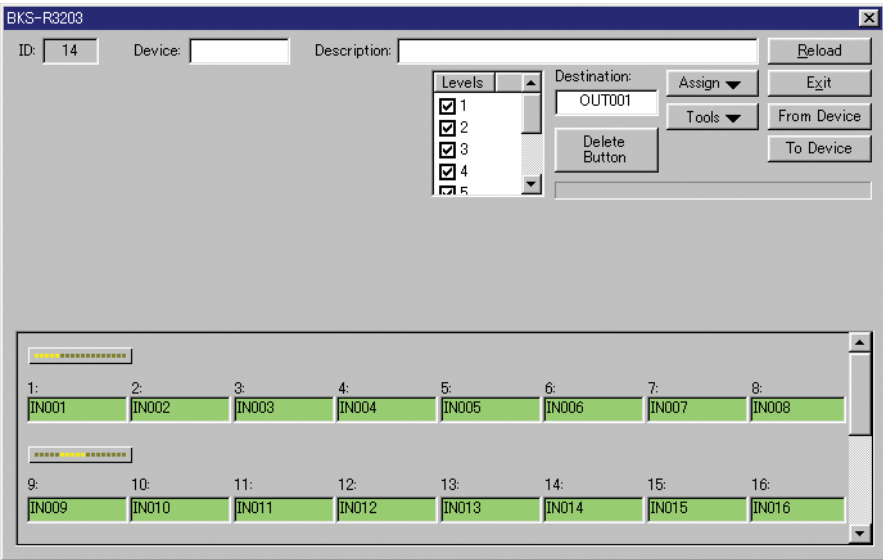 BKS-R3203
ID: 14 Device: Description: Reload
Levels Destination: Assign Exit
1 OUT001
2 Tools From Device
3 Delete Button To Device
4
5
1: 2: 3: 4: 5: 6: 7: 8:
IN001 IN002 IN003 IN004 IN005 IN006 IN007 IN008
9: 10: 11: 12: 13: 14: 15: 16:
IN009 IN010 IN011 IN012 IN013 IN014 IN015 IN016